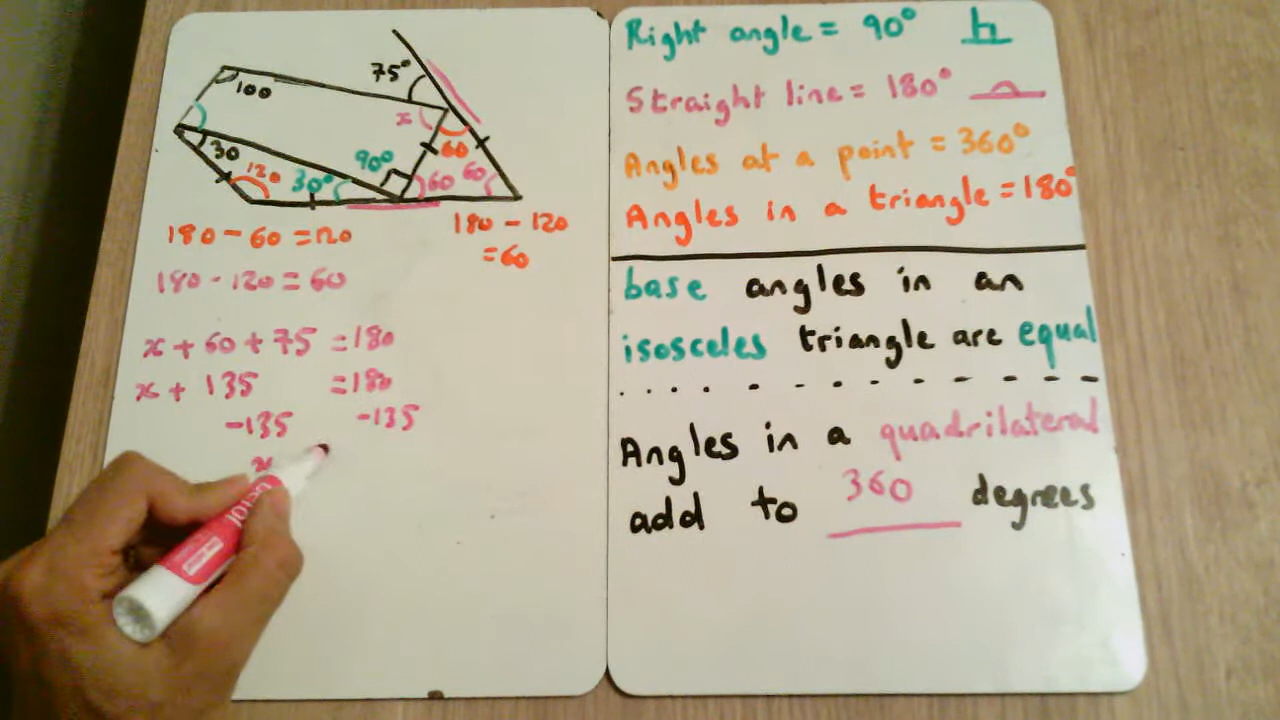 75°
100
x
60
30
90°
120
30°
60
60
180 - 60 = 120
180 - 120
= 60
180 - 120 = 60
x + 60 + 75 = 180
x + 135 = 180
-135 -135
x
Right angle = 90°
Straight line = 180°
Angles at a point = 360°
Angles in a triangle = 180°
base angles in an
isosceles triangle are equal
Angles in a quadrilateral
add to 360 degrees